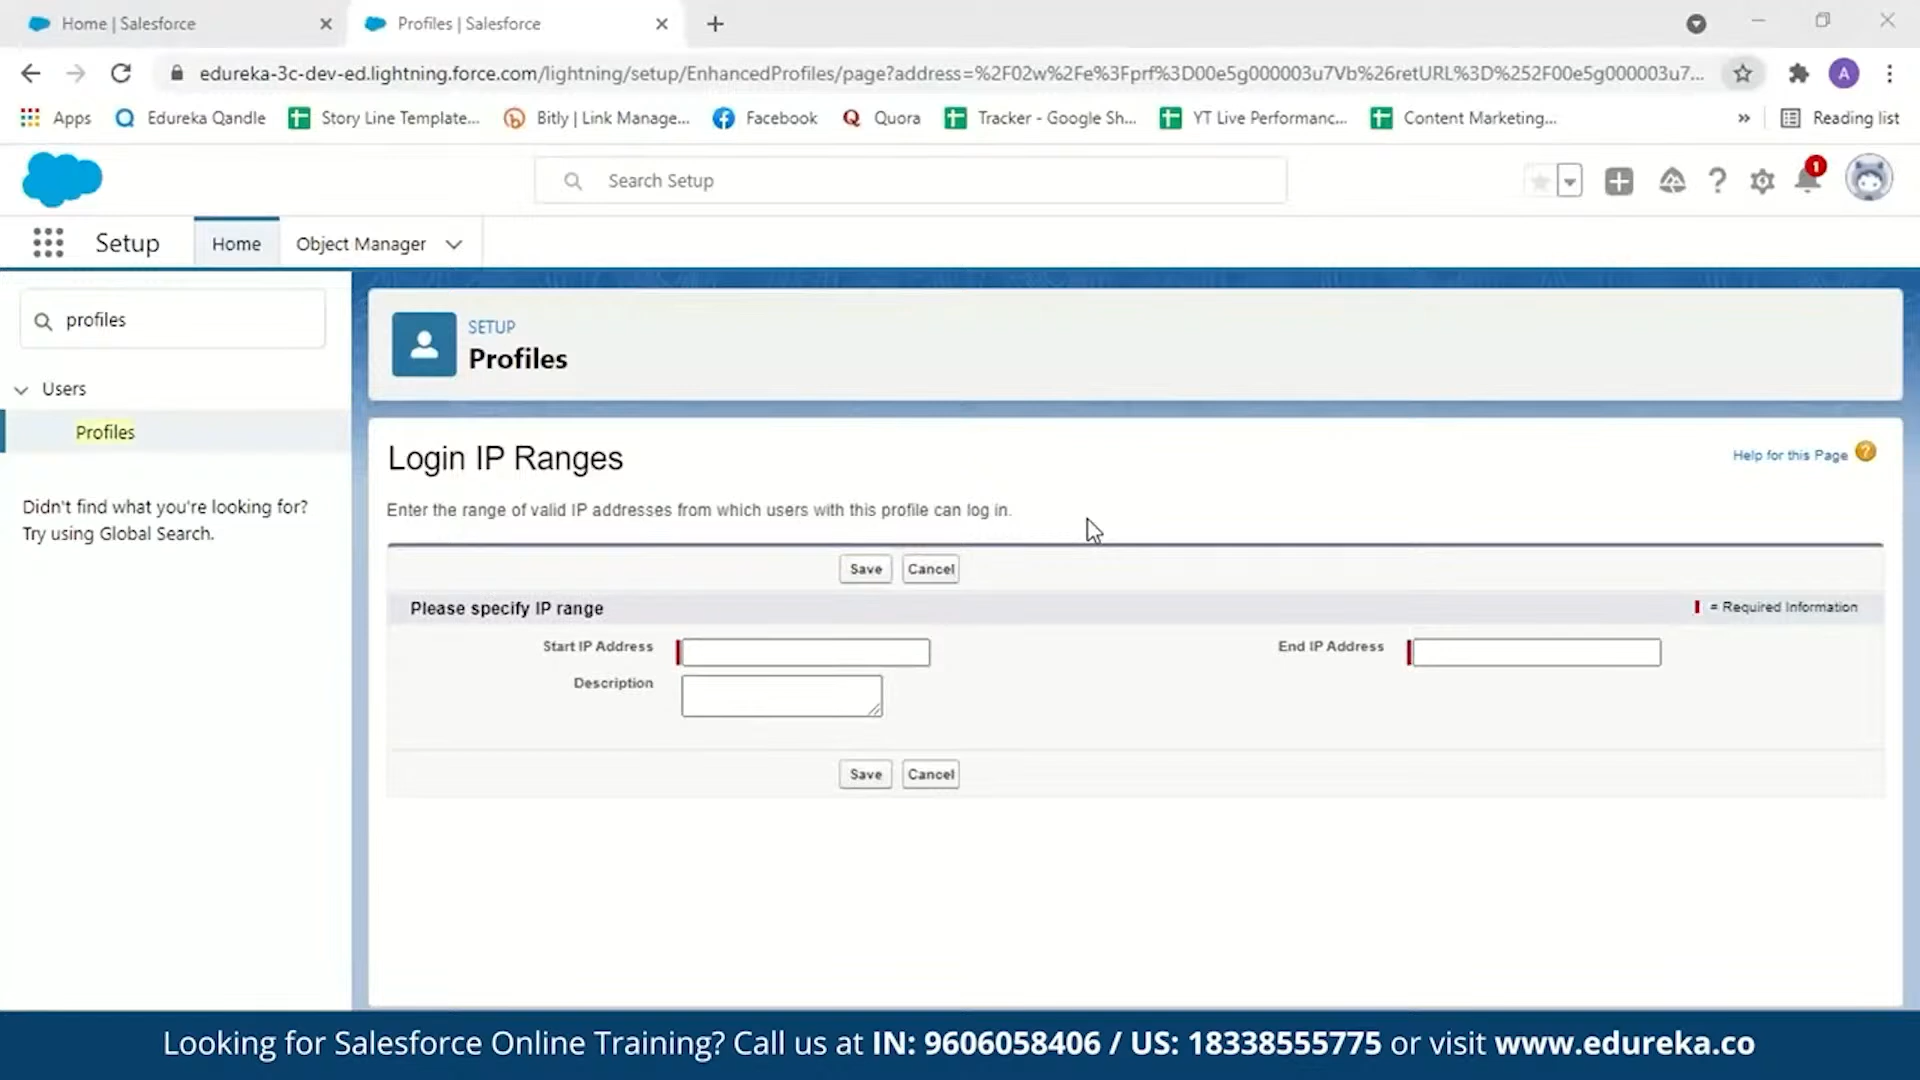 Home | Salesforce
Profiles | Salesforce
edureka-3c-dev-ed.lightning.force.com/lightning/setup/EnhancedProfiles/page?address=%2F02w%2Fe%3Fprf%3D00e5g000003u7Vb%26retURL%3D%252F00e5g000003u7...
A
Apps
Edureka Qandle
Story Line Template...
Bitly | Link Manage...
Facebook
Quora
Tracker - Google Sh...
YT Live Performanc...
Content Marketing...
»
Reading list
Search Setup
1
Setup
Home
Object Manager
profiles
Users
Profiles
Didn't find what you're looking for?
Try using Global Search.
SETUP
Profiles
Login IP Ranges
Help for this Page
Enter the range of valid IP addresses from which users with this profile can log in.
Save
Cancel
Please specify IP range
= Required Information
Start IP Address
End IP Address
Description
Save
Cancel
Looking for Salesforce Online Training? Call us at IN: 9606058406 / US: 18338555775 or visit www.edureka.co